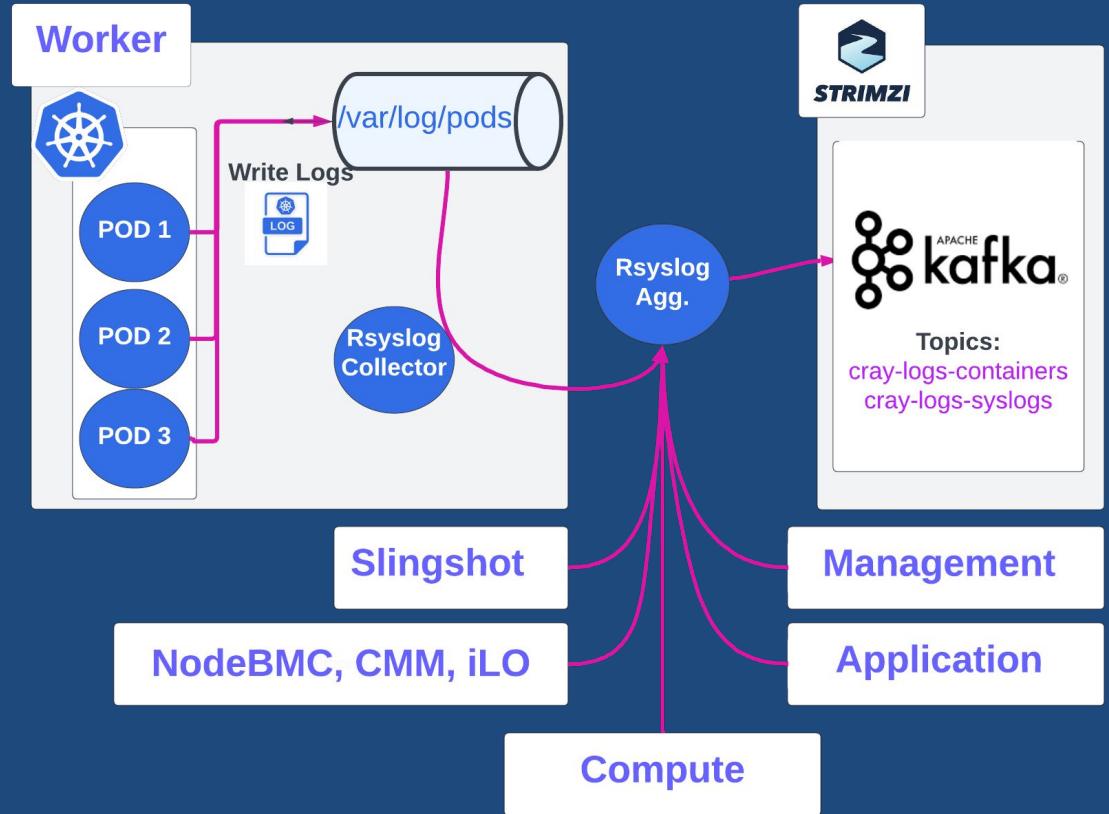 Worker
/var/log/pods
Write Logs
LOG
POD 1
POD 2
POD 3
Rsyslog
Collector
Rsyslog
Agg.
STRIMZI
APACHE
kafka®
Topics:
cray-logs-containers
cray-logs-syslogs
Slingshot
Management
NodeBMC, CMM, iLO
Application
Compute